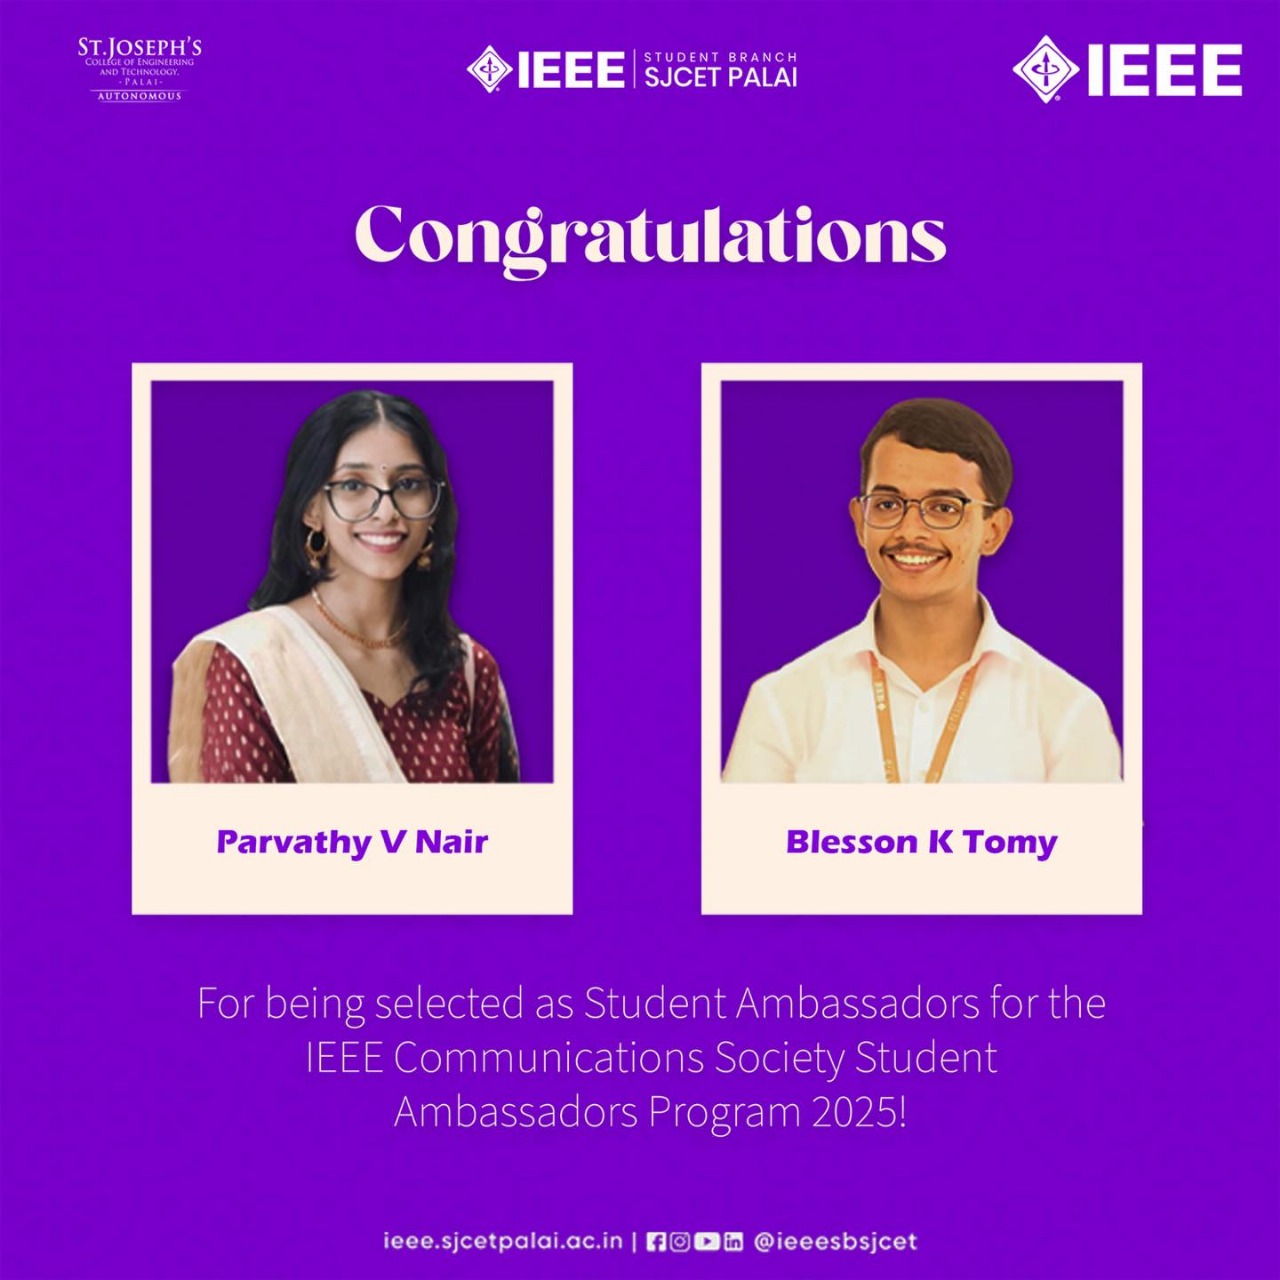 ST.JOSEPH'S
COLLEGE OF ENGINEERING
AND TECHNOLOGY,
- PALAI -
AUTONOMOUS
IEEE
STUDENT BRANCH
SJCET PALAI
IEEE
Congratulations
IEEE
Parvathy V Nair
Blesson K Tomy
For being selected as Student Ambassadors for the
IEEE Communications Society Student
Ambassadors Program 2025!
ieee.sjcetpalai.ac.in | @ieeesbsjcet